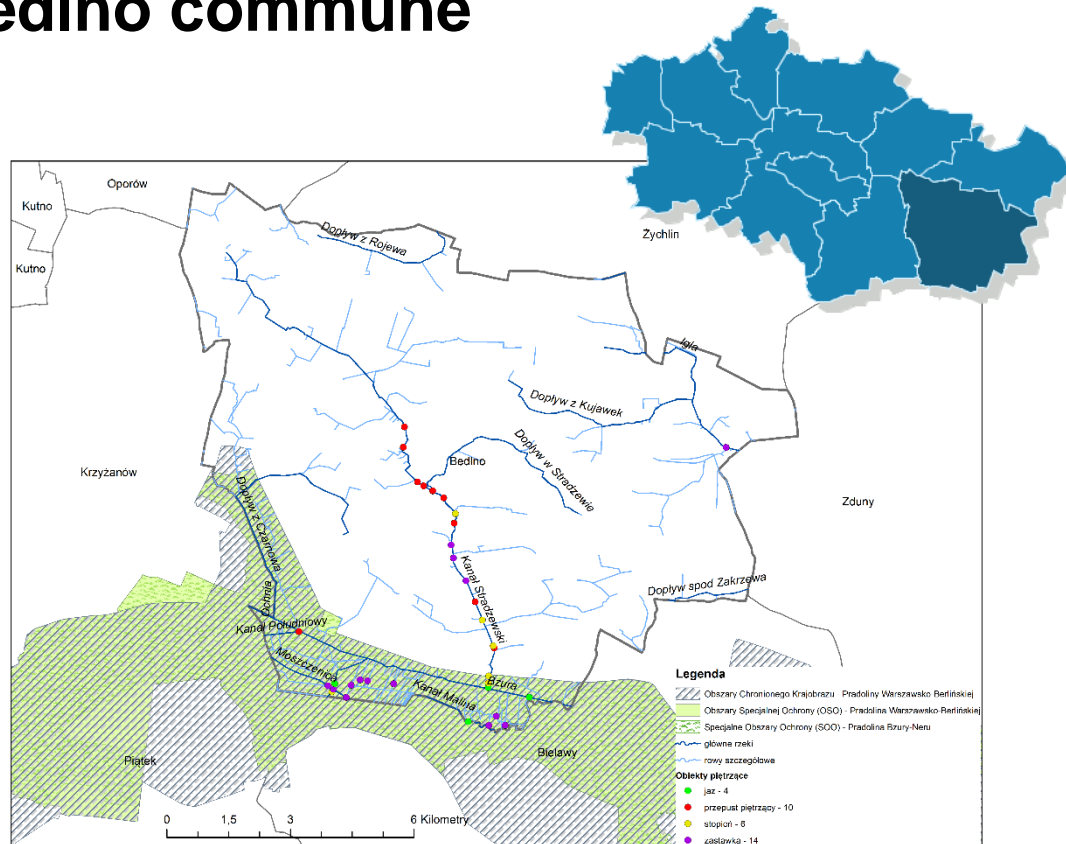 edlno commune
Oporów
Kutno
Kutno
Żychlin
Dopływ z Rojewa
Igla
Dopływ z Kujawek
Dopływ w Stradzewie
Bedlno
Krzyżanów
Zduny
Dopływ z Czarnowa
Kanał Stradzewski
Dopływ spod Zakrzewa
Ochnia
Kanał Południowy
Moszczenica
Kanał Malina
Bzura
Piątek
Bielawy
0 1,5 3 6 Kilometry
Legenda
Obszary Chronionego Krajobrazu Pradoliny Warszawsko Berlińskiej
Obszary Specjalnej Ochrony (OSO) - Pradolina Warszawsko-Berlińskiej
Specjalne Obszary Ochrony (SOO) - Pradolina Bzury-Neru
główne rzeki
rowy szczegółowe
Obiekty piętrzące
jaz - 4
przepust piętrzący - 10
stopień - 6
zastawka - 14